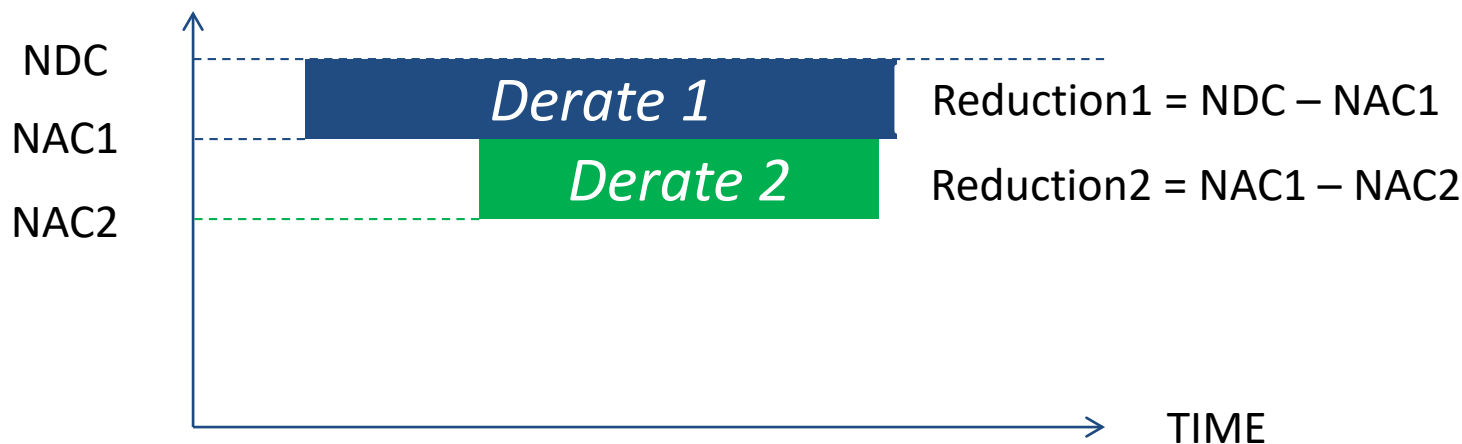 NDC
Derate 1
Reduction1 = NDC – NAC1
NAC1
Derate 2
Reduction2 = NAC1 – NAC2
NAC2
TIME